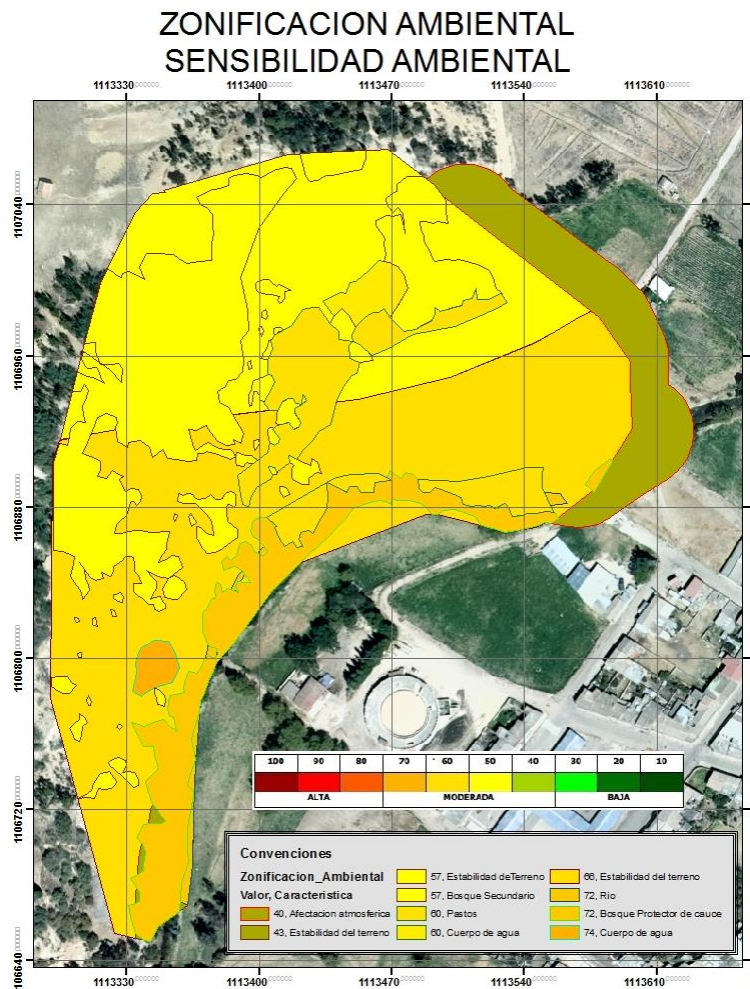 ZONIFICACION AMBIENTAL
SENSIBILIDAD AMBIENTAL
1113330 1113400 1113470 1113540 1113610
1107040
1106960
1106880
1106800
1106720
1106640
100 90 80 70 60 50 40 30 20 10
ALTA MODERADA BAJA
Convenciones
Zonificacion_Ambiental
Valor, Caracteristica
40, Afectacion atmosferica
43, Estabilidad del terreno
57, Estabilidad deTerreno
57, Bosque Secundario
60, Pastos
60, Cuerpo de agua
66, Estabilidad del terreno
72, Rio
72, Bosque Protector de cauce
74, Cuerpo de agua
1113330 1113400 1113470 1113540 1113610